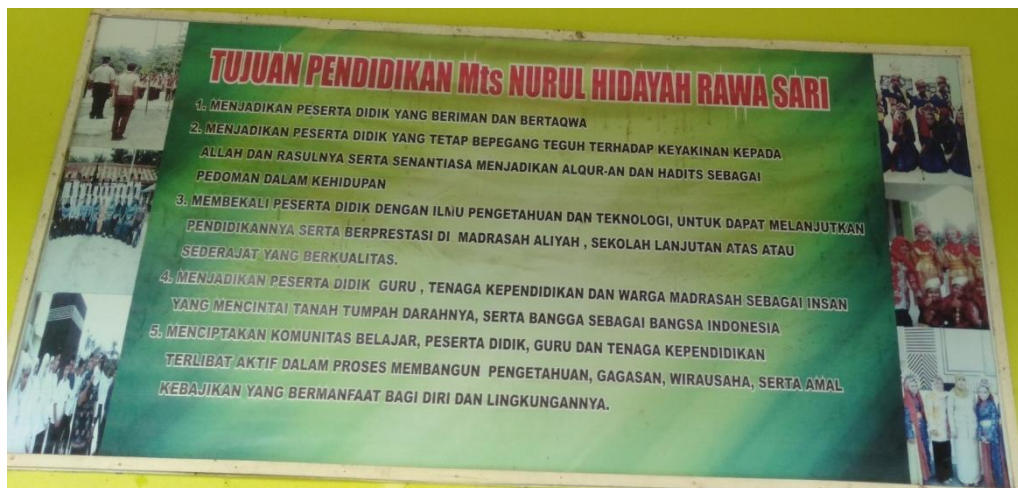 TUJUAN PENDIDIKAN Mts NURUL HIDAYAH RAWA SARI
1. MENJADIKAN PESERTA DIDIK YANG BERIMAN DAN BERTAQWA
2. MENJADIKAN PESERTA DIDIK YANG TETAP BEPEGANG TEGUH TERHADAP KEYAKINAN KEPADA
ALLAH DAN RASULNYA SERTA SENANTIASA MENJADIKAN ALQUR-AN DAN HADITS SEBAGAI
PEDOMAN DALAM KEHIDUPAN
3. MEMBEKALI PESERTA DIDIK DENGAN ILMU PENGETAHUAN DAN TEKNOLOGI, UNTUK DAPAT MELANJUTKAN
PENDIDIKANNYA SERTA BERPRESTASI DI MADRASAH ALIYAH , SEKOLAH LANJUTAN ATAS ATAU
SEDERAJAT YANG BERKUALITAS.
4. MENJADIKAN PESERTA DIDIK GURU , TENAGA KEPENDIDIKAN DAN WARGA MADRASAH SEBAGAI INSAN
YANG MENCINTAI TANAH TUMPAH DARAHNYA, SERTA BANGGA SEBAGAI BANGSA INDONESIA
5. MENCIPTAKAN KOMUNITAS BELAJAR, PESERTA DIDIK, GURU DAN TENAGA KEPENDIDIKAN
TERLIBAT AKTIF DALAM PROSES MEMBANGUN PENGETAHUAN, GAGASAN, WIRAUSAHA, SERTA AMAL
KEBAJIKAN YANG BERMANFAAT BAGI DIRI DAN LINGKUNGANNYA.